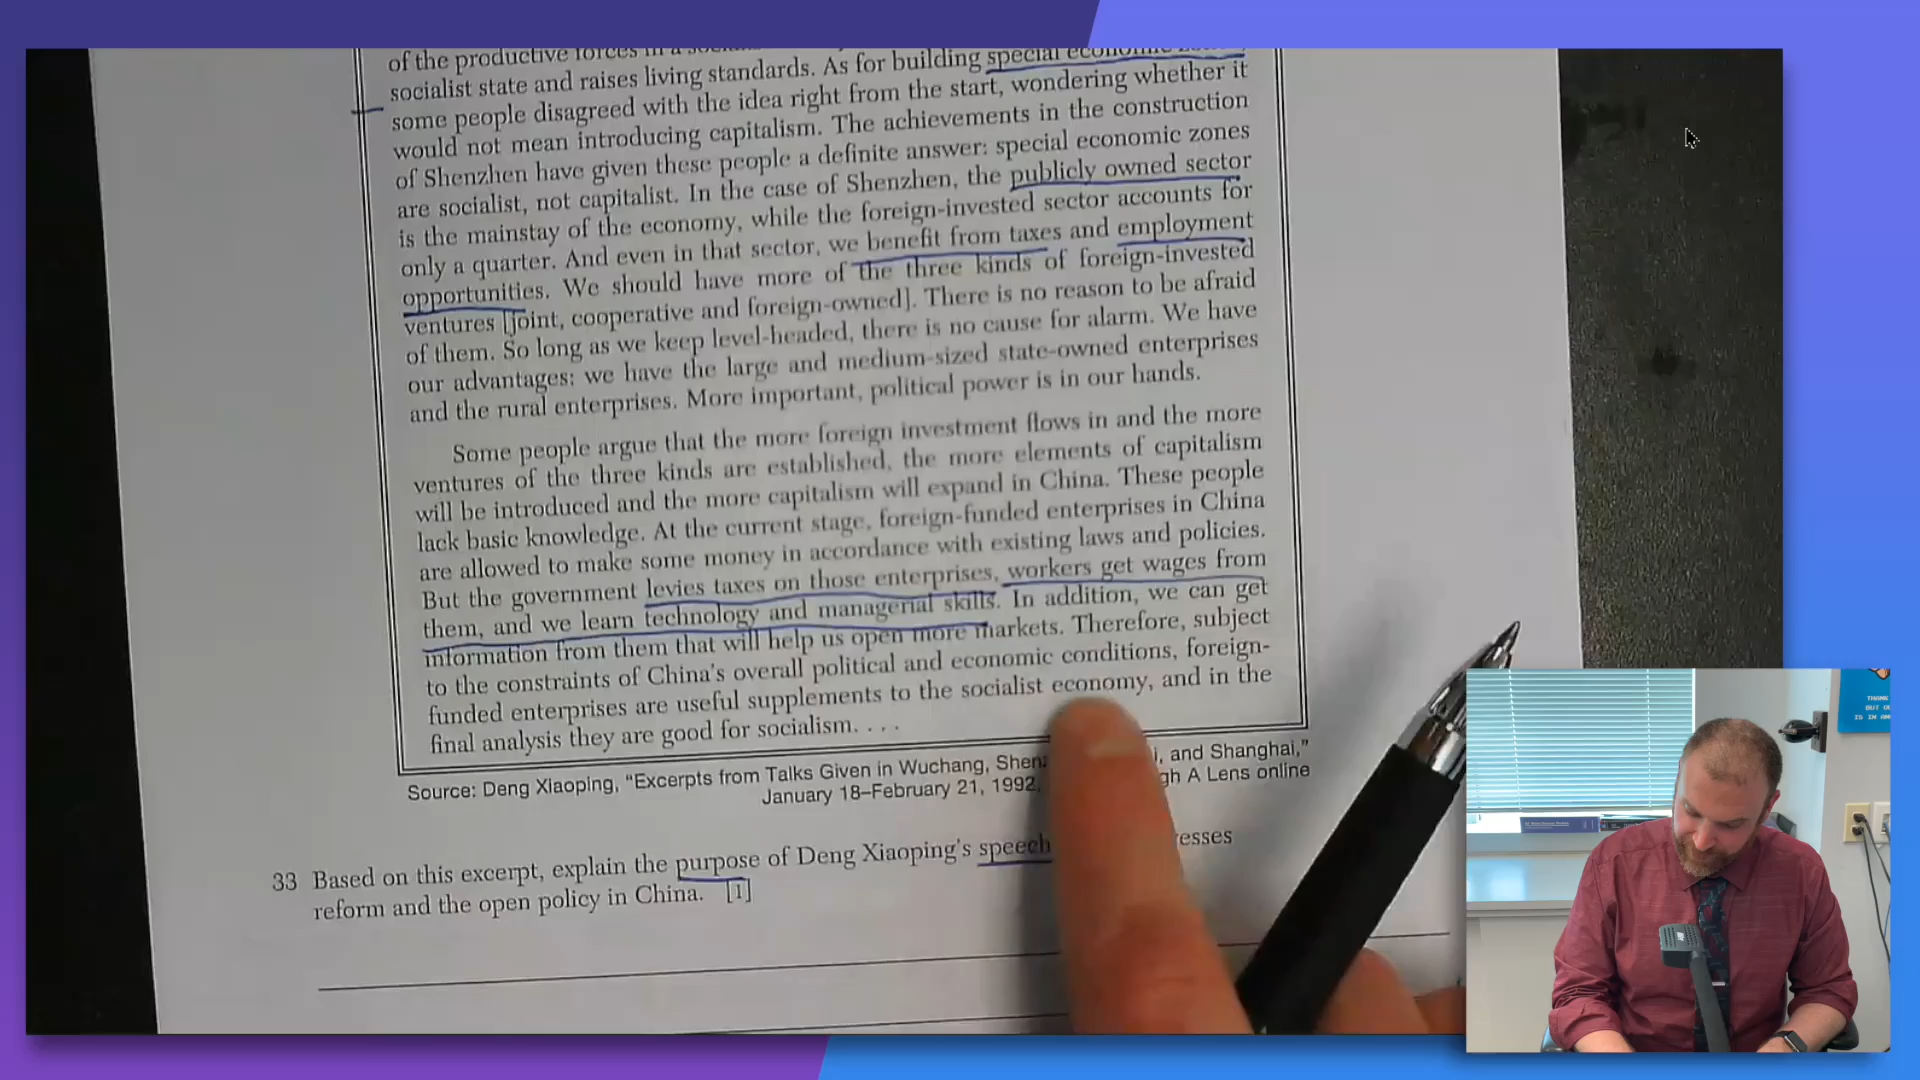 of the productive forces in a
socialist state and raises living standards. As for building special economic
some people disagreed with the idea right from the start, wondering whether it
would not mean introducing capitalism. The achievements in the construction
of Shenzhen have given these people a definite answer: special economic zones
are socialist, not capitalist. In the case of Shenzhen, the publicly owned sector
is the mainstay of the economy, while the foreign-invested sector accounts for
only a quarter. And even in that sector, we benefit from taxes and employment
opportunities. We should have more of the three kinds of foreign-invested
ventures [joint, cooperative and foreign-owned]. There is no reason to be afraid
of them. So long as we keep level-headed, there is no cause for alarm. We have
our advantages: we have the large and medium-sized state-owned enterprises
and the rural enterprises. More important, political power is in our hands.
Some people argue that the more foreign investment flows in and the more
ventures of the three kinds are established, the more elements of capitalism
will be introduced and the more capitalism will expand in China. These people
lack basic knowledge. At the current stage, foreign-funded enterprises in China
are allowed to make some money in accordance with existing laws and policies.
But the government levies taxes on those enterprises, workers get wages from
them, and we learn technology and managerial skills. In addition, we can get
information from them that will help us open more markets. Therefore, subject
to the constraints of China's overall political and economic conditions, foreign-
funded enterprises are useful supplements to the socialist economy, and in the
final analysis they are good for socialism. . . .
Source: Deng Xiaoping, "Excerpts from Talks Given in Wuchang, Shen i, and Shanghai,"
January 18–February 21, 1992, gh A Lens online
33 Based on this excerpt, explain the purpose of Deng Xiaoping's speech esses
reform and the open policy in China. [1]
THANK
BUT O
IS IN AM